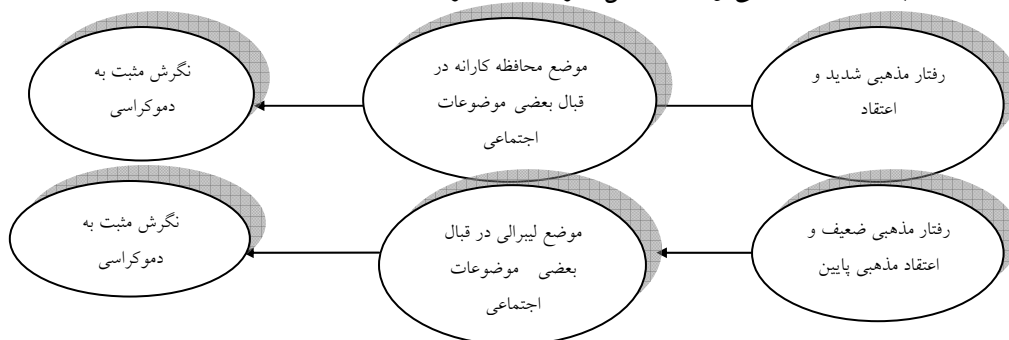 رفتار مذهبی شدید و
اعتقاد
موضع محافظه کارانه در
قبال بعضی موضوعات
اجتماعی
نگرش مثبت به
دموکراسی
رفتار مذهبی ضعیف و
اعتقاد مذهبی پایین
موضع لیبرالی در قبال
بعضی موضوعات
اجتماعی
نگرش مثبت به
دموکراسی